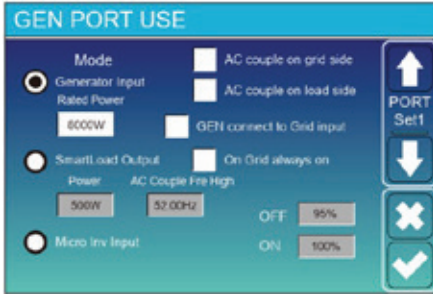 GEN PORT USE
Mode
AC couple on grid side
Generator Input
AC couple on load side
Rated Power
PORT
Set1
8000W
GEN connect to Grid input
SmartLoad Output
On Grid always on
Power
AC Couple Fre High
500W
52.00Hz
OFF
95%
Micro Inv Input
ON
100%